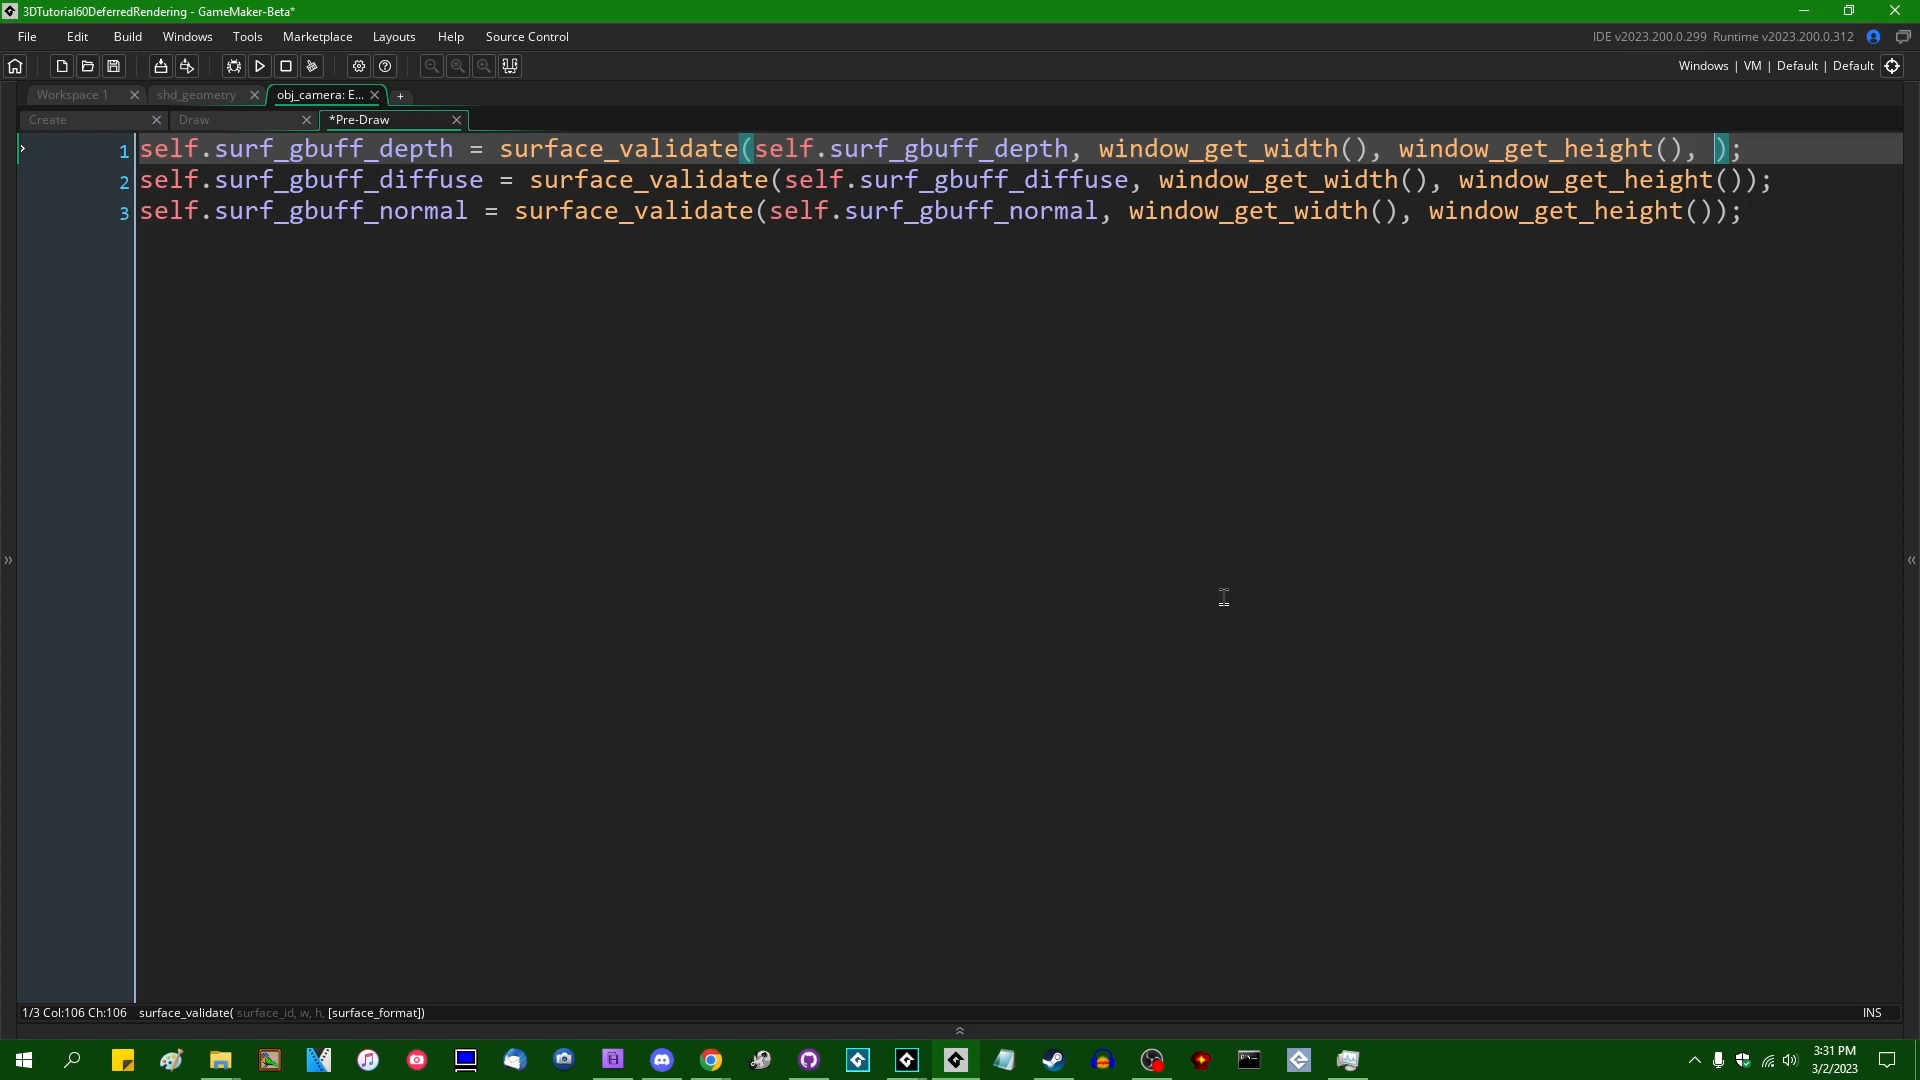 3DTutorial60DeferredRendering - GameMaker-Beta*
File Edit Build Windows Tools Marketplace Layouts Help Source Control
IDE v2023.200.0.299 Runtime v2023.200.0.312
Windows | VM | Default | Default
Workspace 1 shd_geometry obj_camera: E... +
Create Draw *Pre-Draw
1 self.surf_gbuff_depth = surface_validate(self.surf_gbuff_depth, window_get_width(), window_get_height(), );
2 self.surf_gbuff_diffuse = surface_validate(self.surf_gbuff_diffuse, window_get_width(), window_get_height());
3 self.surf_gbuff_normal = surface_validate(self.surf_gbuff_normal, window_get_width(), window_get_height());
1/3 Col:106 Ch:106 surface_validate( surface_id, w, h, [surface_format]) INS
3:31 PM
3/2/2023